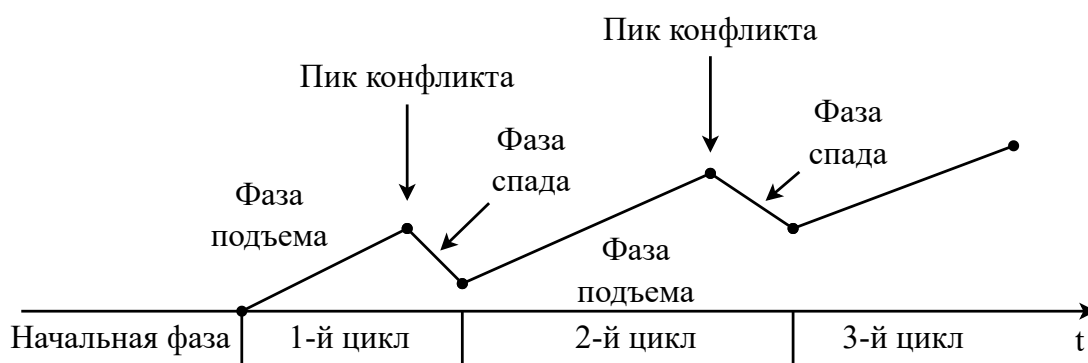 Пик конфликта
Пик конфликта
Фаза
спада
Фаза
спада
Фаза
подъема
Фаза
подъема
Начальная фаза
1-й цикл
2-й цикл
3-й цикл
t